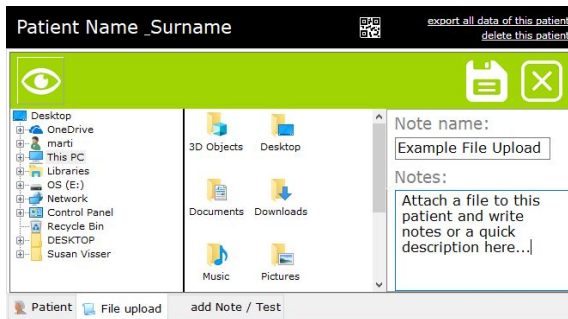 Patient Name _Surname
export all data of this patient
delete this patient
Desktop
OneDrive
marti
This PC
Libraries
OS (E:)
Network
Control Panel
Recycle Bin
DESKTOP
Susan Visser
3D Objects
Desktop
Documents
Downloads
Music
Pictures
Note name:
Example File Upload
Notes:
Attach a file to this
patient and write
notes or a quick
description here...
Patient
File upload
add Note / Test